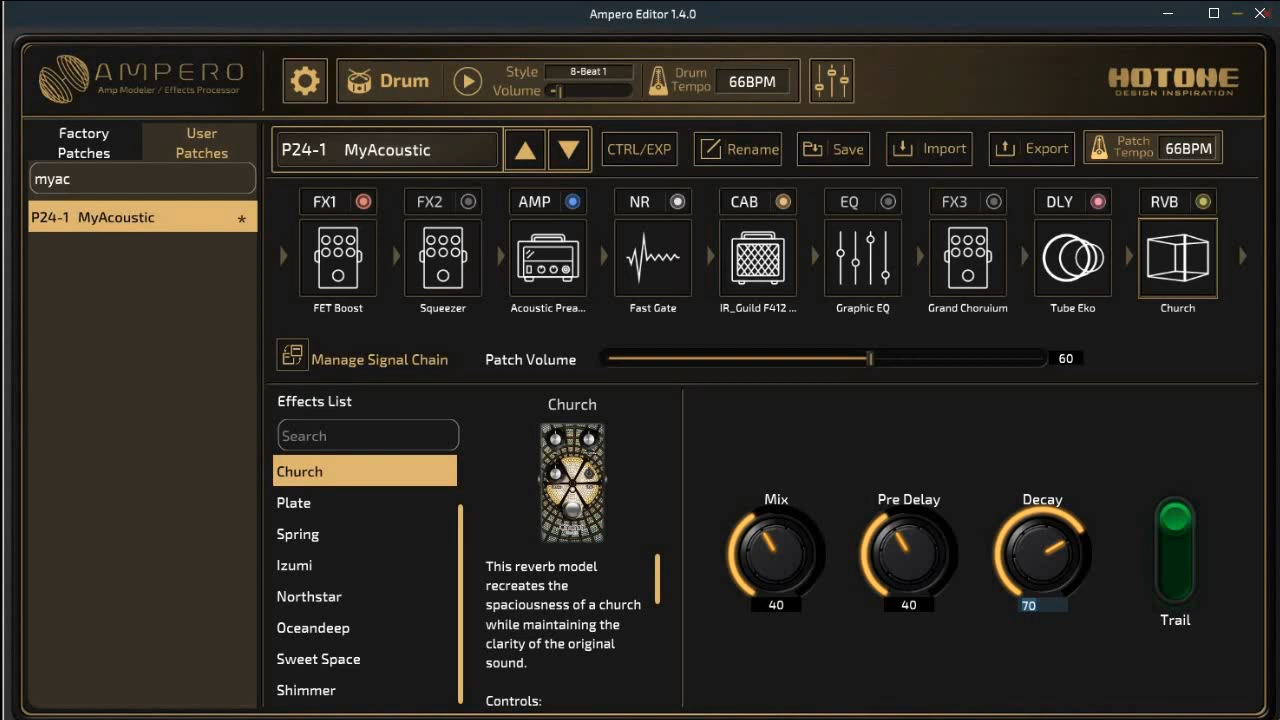 Ampero Editor 1.4.0
AMPERO
Amp Modeler / Effects Processor
Drum
Style
8-Beat 1
Volume
Drum
Tempo
66BPM
HOTONE
DESIGN INSPIRATION
Factory
Patches
User
Patches
P24-1 MyAcoustic
CTRL/EXP
Rename
Save
Import
Export
Patch
Tempo
66BPM
myac
P24-1 MyAcoustic *
FX1
FX2
AMP
NR
CAB
EQ
FX3
DLY
RVB
FET Boost
Squeezer
Acoustic Prea...
Fast Gate
IR_Guild F412 ...
Graphic EQ
Grand Choruium
Tube Eko
Church
Manage Signal Chain
Patch Volume
60
Effects List
Search
Church
Plate
Spring
Izumi
Northstar
Oceandeep
Sweet Space
Shimmer
Church
This reverb model
recreates the
spaciousness of a church
while maintaining the
clarity of the original
sound.
Controls:
Mix
40
Pre Delay
40
Decay
70
Trail